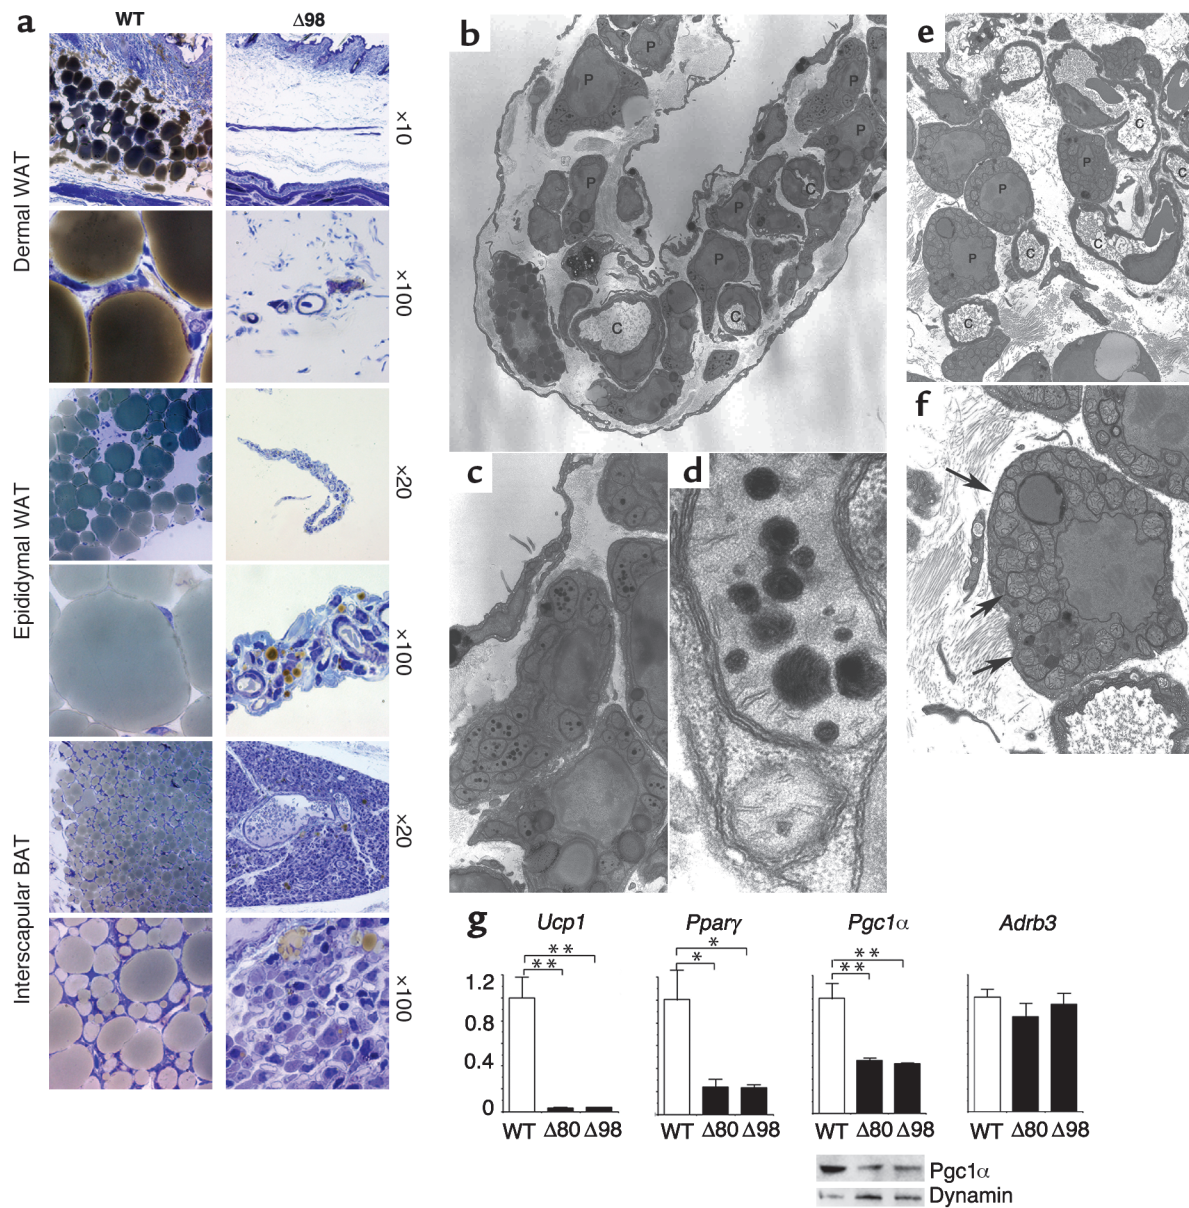 a
WT
Δ98
Dermal WAT
×10
×100
Epididymal WAT
×20
×100
Interscapular BAT
×20
×100
b
P
P
P
P
P
P
P
C
C
C
c
d
e
P
P
P
C
C
C
C
C
f
g
Ucp1
Pparγ
Pgc1α
Adrb3
**
**
*
*
**
**
1.2
0.8
0.4
0
WT Δ80 Δ98
WT Δ80 Δ98
WT Δ80 Δ98
WT Δ80 Δ98
Pgc1α
Dynamin